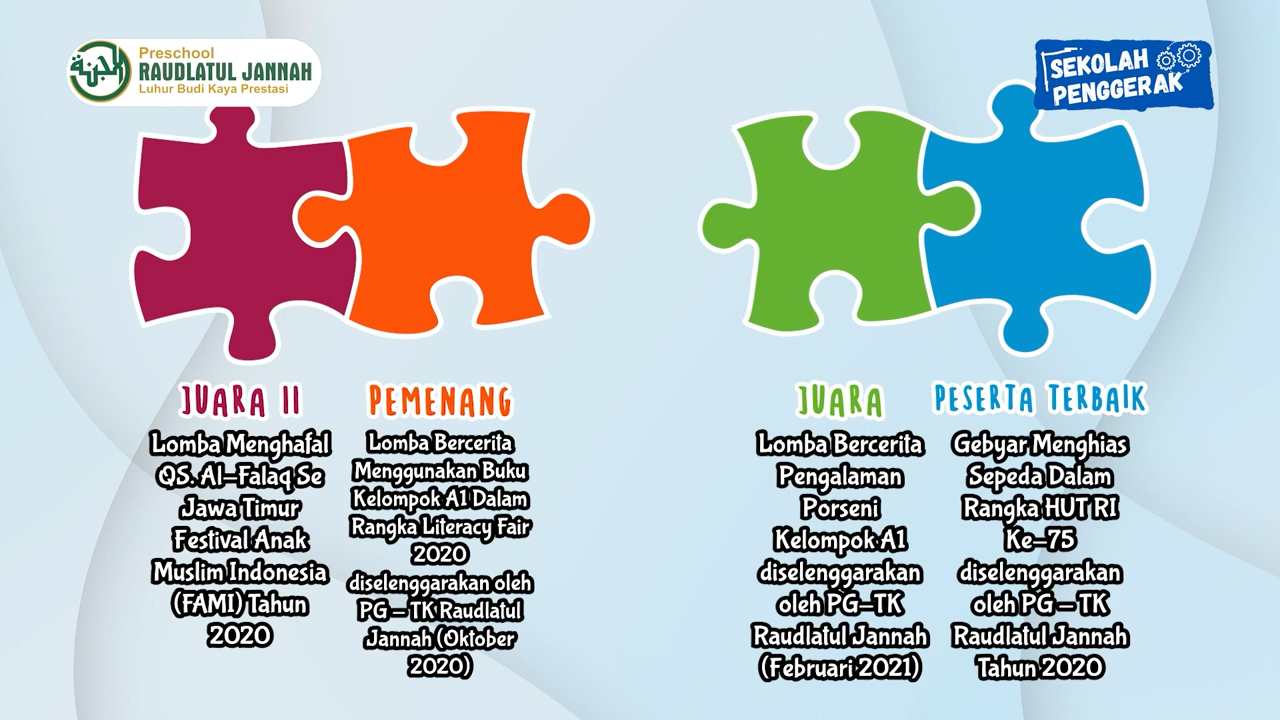 Preschool
RAUDLATUL JANNAH
Luhur Budi Kaya Prestasi
SEKOLAH
PENGGERAK
JUARA II
Lomba Menghafal
QS. Al-Falaq Se
Jawa Timur
Festival Anak
Muslim Indonesia
(FAMI) Tahun
2020
PEMENANG
Lomba Bercerita
Menggunakan Buku
Kelompok A1 Dalam
Rangka Literacy Fair
2020
diselenggarakan oleh
PG - TK Raudlatul
Jannah (Oktober
2020)
JUARA
Lomba Bercerita
Pengalaman
Porseni
Kelompok A1
diselenggarakan
oleh PG-TK
Raudlatul Jannah
(Februari 2021)
PESERTA TERBAIK
Gebyar Menghias
Sepeda Dalam
Rangka HUT RI
Ke-75
diselenggarakan
oleh PG - TK
Raudlatul Jannah
Tahun 2020